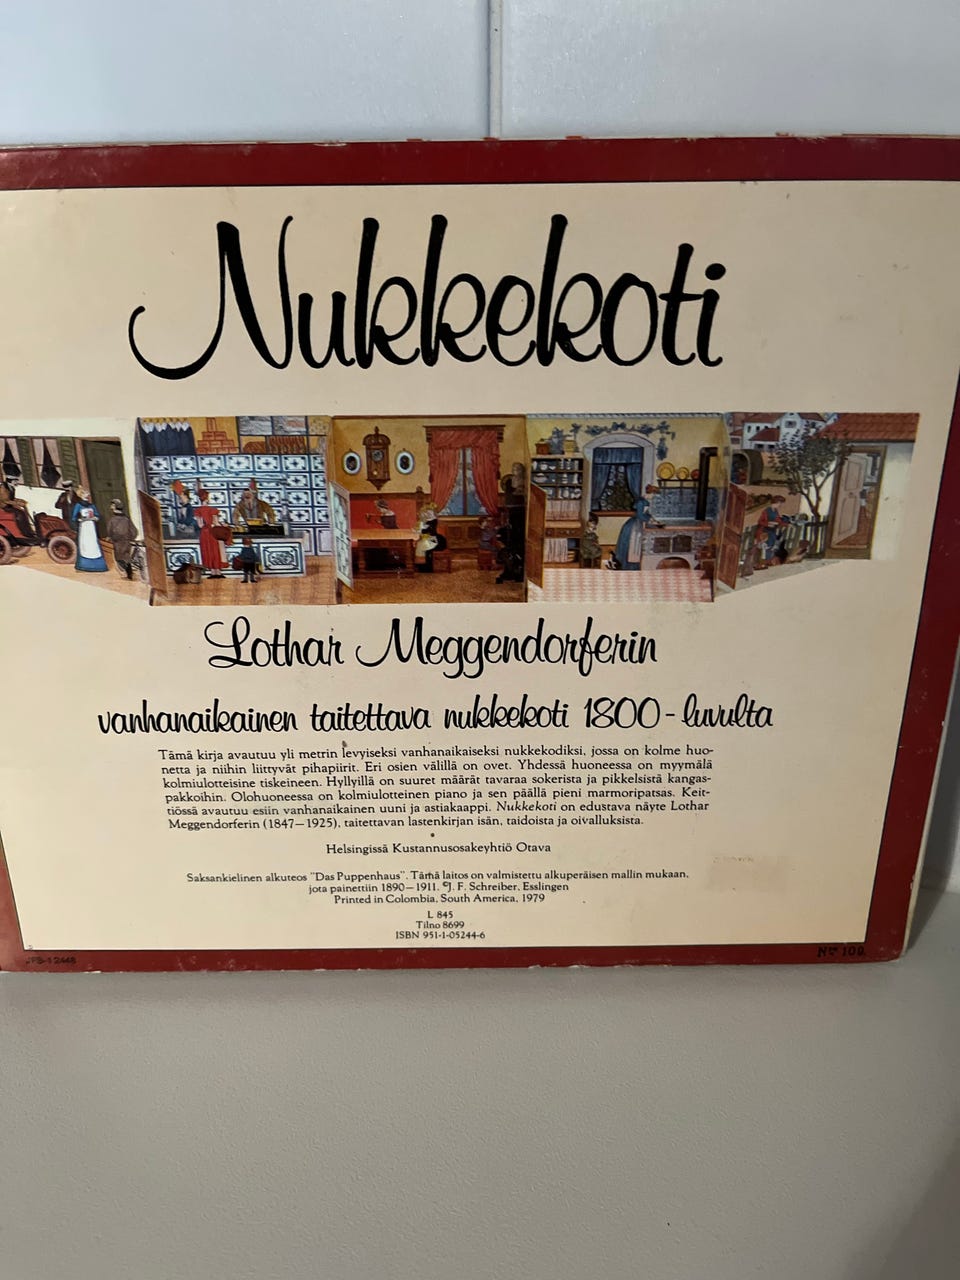 Nukkekoti
Lothar Meggendorferin
vanhanaikainen taitettava nukkekoti 1800-luvulta
Tämä kirja avautuu yli metrin levyiseksi vanhanaikaiseksi nukkekodiksi, jossa on kolme huo-
netta ja niihin liittyvät pihapiirit. Eri osien välillä on ovet. Yhdessä huoneessa on myymälä
kolmiulotteisine tiskeineen. Hyllyillä on suuret määrät tavaraa sokerista ja pikkelsistä kangas-
pakkoihin. Olohuoneessa on kolmiulotteinen piano ja sen päällä pieni marmoripatsas. Keit-
tiössä avautuu esiin vanhanaikainen uuni ja astiakaappi. Nukkekoti on edustava näyte Lothar
Meggendorferin (1847—1925), taitettavan lastenkirjan isän, taidoista ja oivalluksista.
Helsingissä Kustannusosakeyhtiö Otava
Saksankielinen alkuteos "Das Puppenhaus". Tämä laitos on valmistettu alkuperäisen mallin mukaan,
jota painettiin 1890—1911. ©J. F. Schreiber, Esslingen
Printed in Colombia, South America, 1979
L 845
Tilno 8699
ISBN 951-1-05244-6
JFS-1 2448